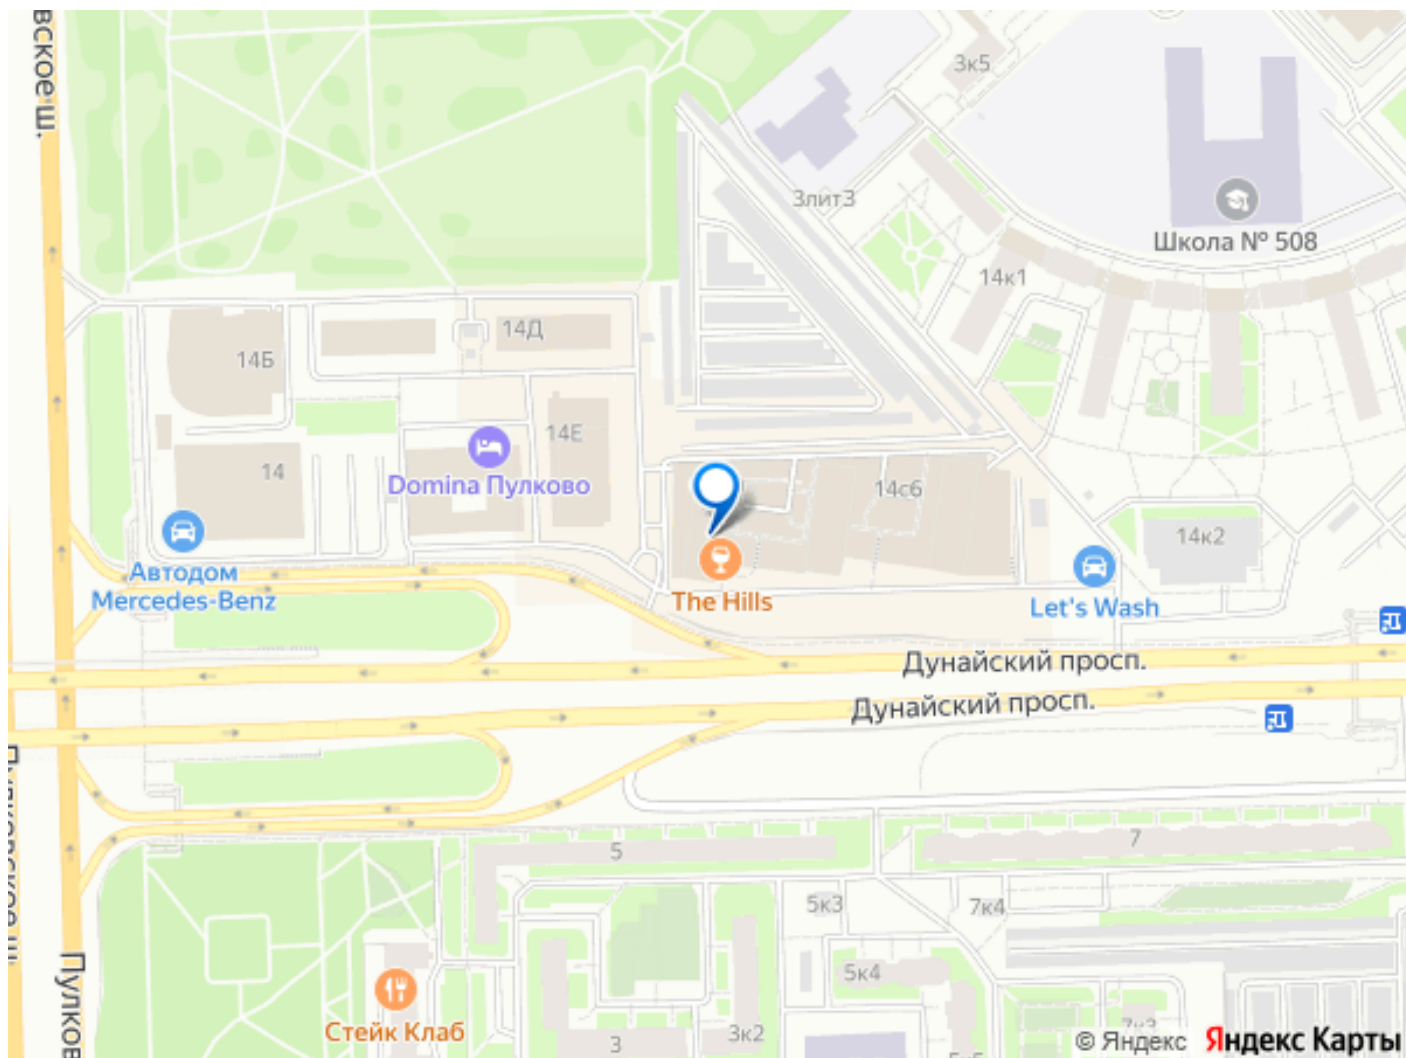 вское ш.
3к5
3литЗ
Школа № 508
14к1
14Д
14Б
14Е
14
Domina Пулково
14с6
14к2
Автодом
Mercedes-Benz
The Hills
Let's Wash
Дунайский просп.
Дунайский просп.
5
7
5к3
7к4
Пулков
5к4
Стейк Клаб
3
3к2
© Яндекс
Яндекс Карты